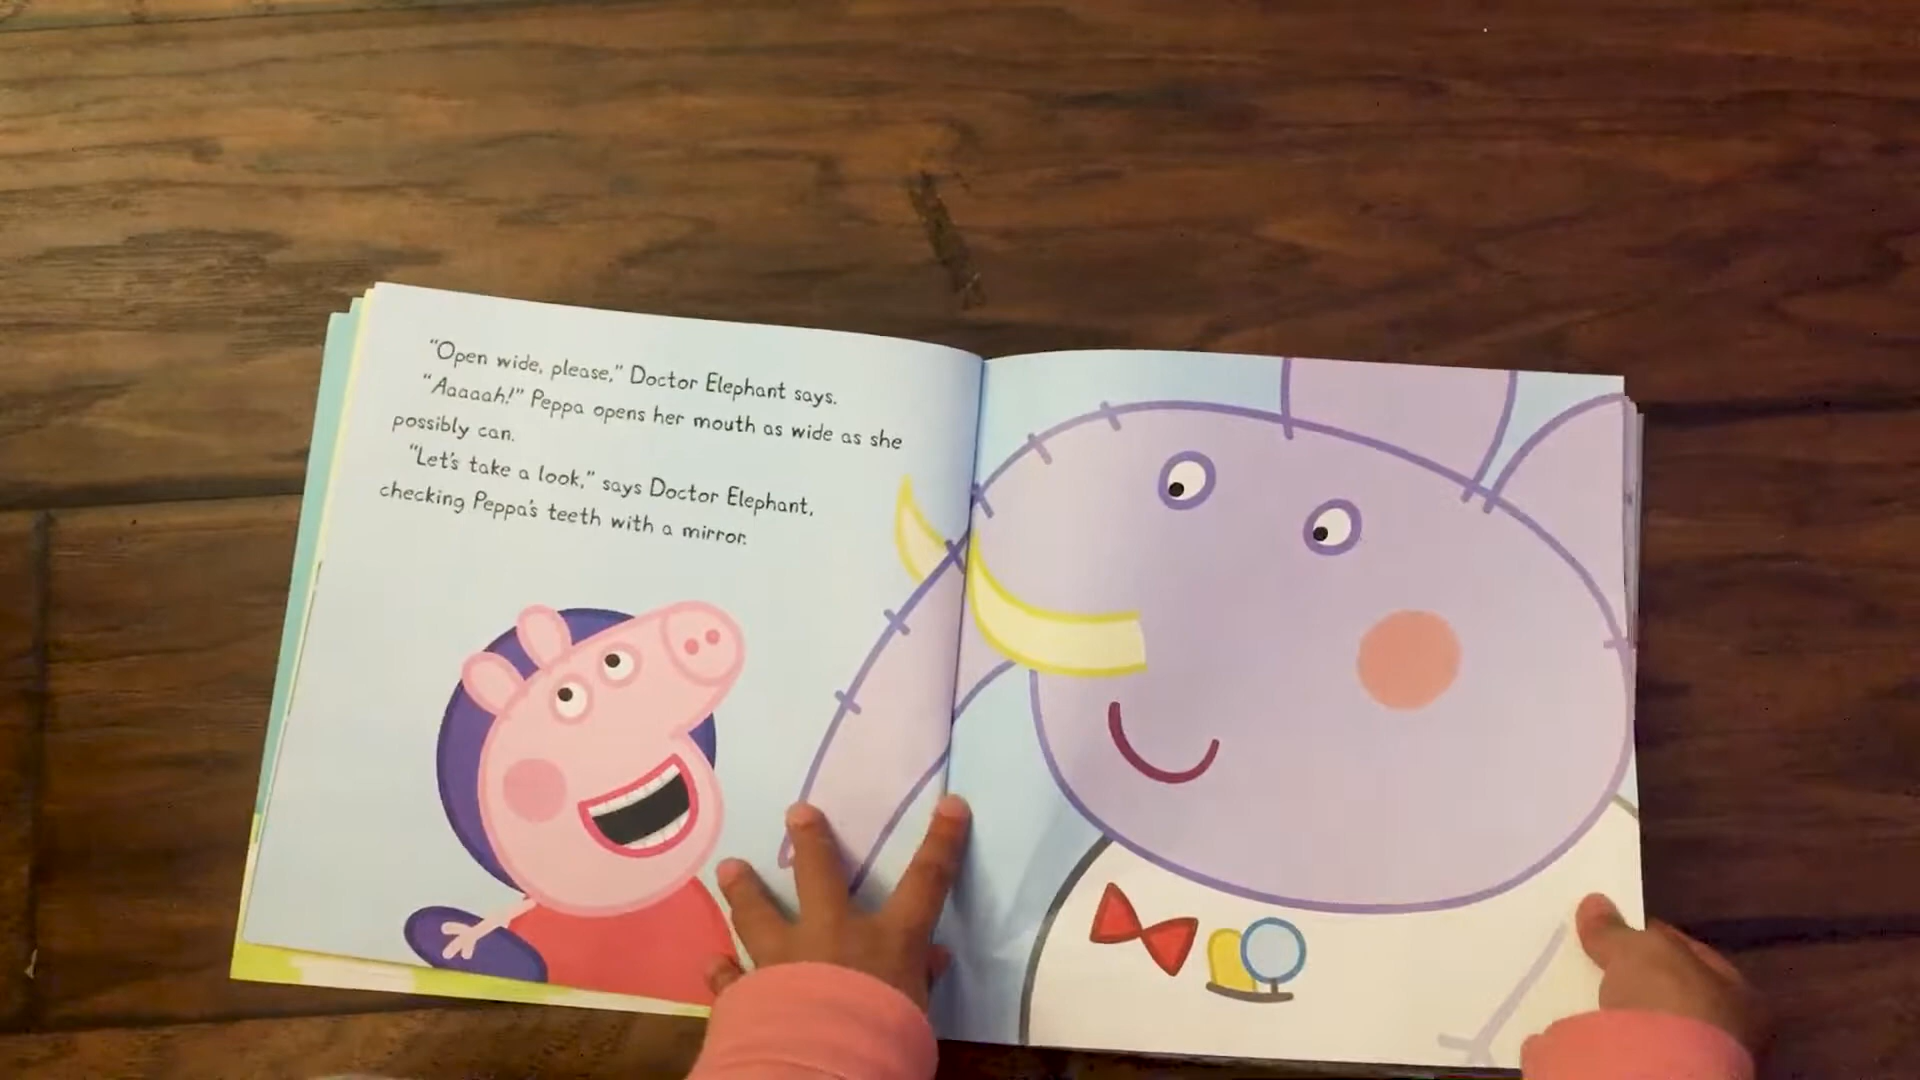 “Open wide, please,” Doctor Elephant says.
“Aaaaah!” Peppa opens her mouth as wide as she
possibly can.
“Let’s take a look,” says Doctor Elephant,
checking Peppa’s teeth with a mirror.